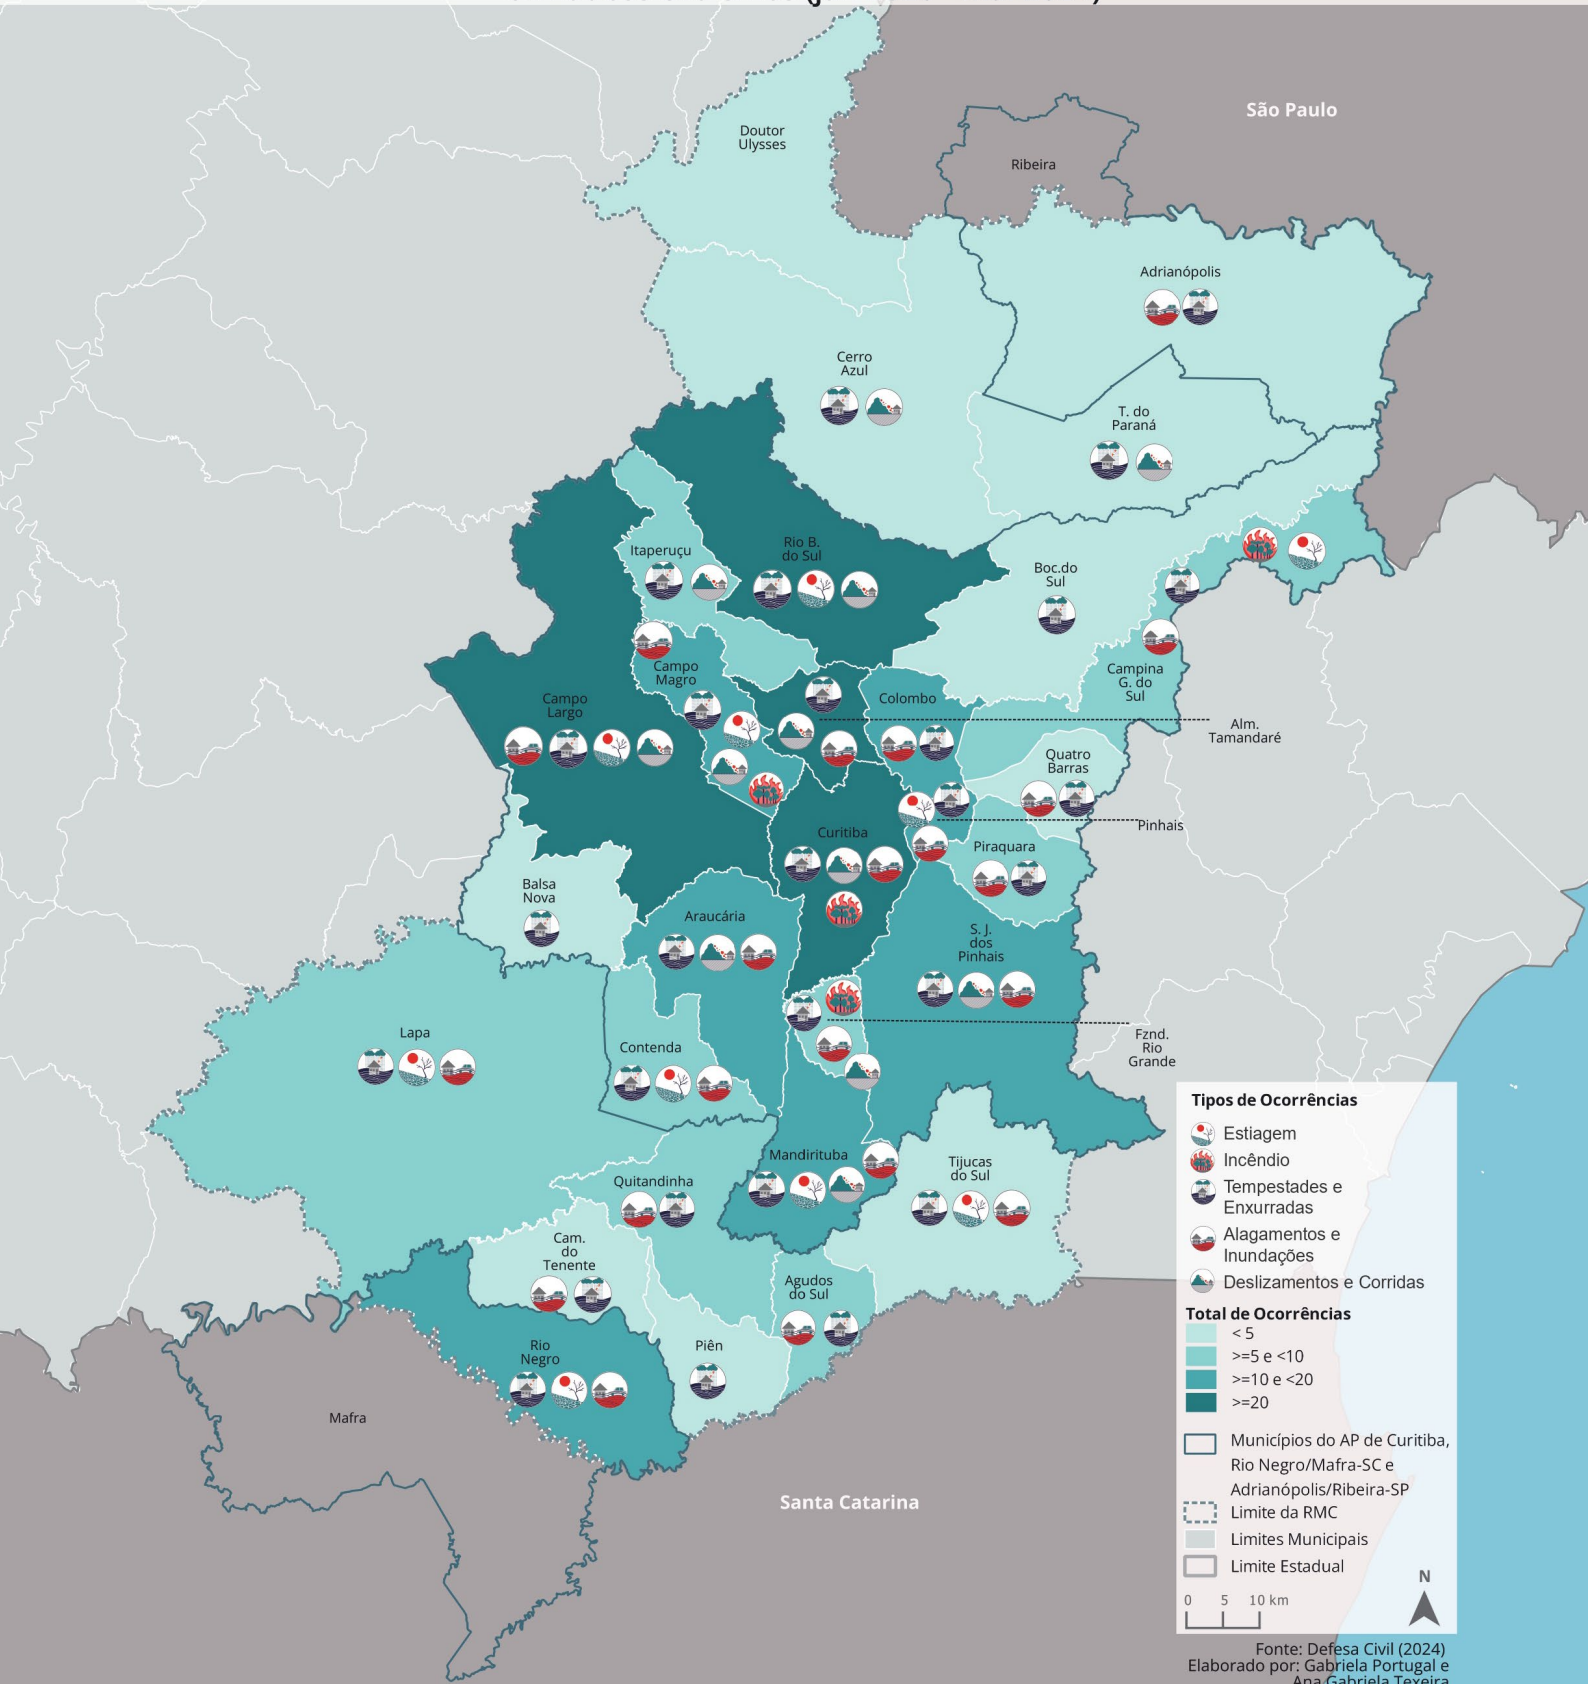 São Paulo
Doutor
Ulysses
Ribeira
Adrianópolis
Cerro
Azul
T. do
Paraná
Rio B.
do Sul
Itaperuçu
Boc.do
Sul
Campo
Magro
Campina
G. do
Sul
Campo
Largo
Colombo
Alm.
Tamandaré
Quatro
Barras
Pinhais
Curitiba
Piraquara
Balsa
Nova
Araucária
S. J.
dos
Pinhais
Lapa
Contenda
Fznd.
Rio
Grande
Mandirituba
Tijucas
do Sul
Quitandinha
Cam.
do
Tenente
Agudos
do Sul
Rio
Negro
Piên
Mafra
Santa Catarina
Tipos de Ocorrências
Estiagem
Incêndio
Tempestades e
Enxurradas
Alagamentos e
Inundações
Deslizamentos e Corridas
Total de Ocorrências
< 5
>=5 e <10
>=10 e <20
>=20
Municípios do AP de Curitiba,
Rio Negro/Mafra-SC e
Adrianópolis/Ribeira-SP
Limite da RMC
Limites Municipais
Limite Estadual
N
0 5 10 km
Fonte: Defesa Civil (2024)
Elaborado por: Gabriela Portugal e
Ana Gabriela Texeira